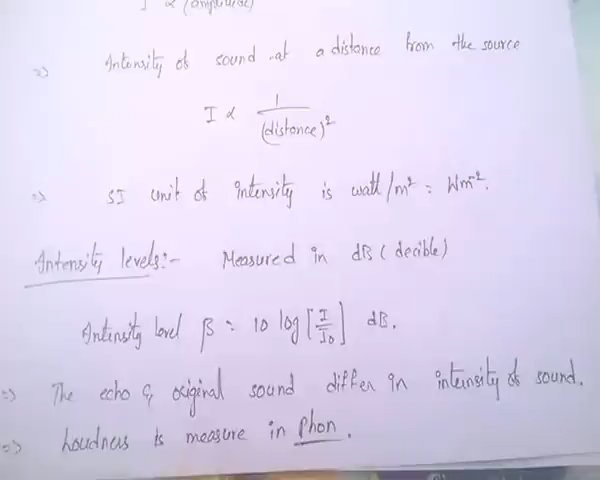 I ∝ (amplitude)
=> Intensity of sound at a distance from the source
I ∝ 1/(distance)²
=> SI unit of intensity is watt/m² = Wm⁻².
Intensity levels:- Measured in dB (decible)
Intensity level β = 10 log [I/I₀] dB.
=> The echo & original sound differ in intensity of sound.
=> Loudness is measure in Phon.